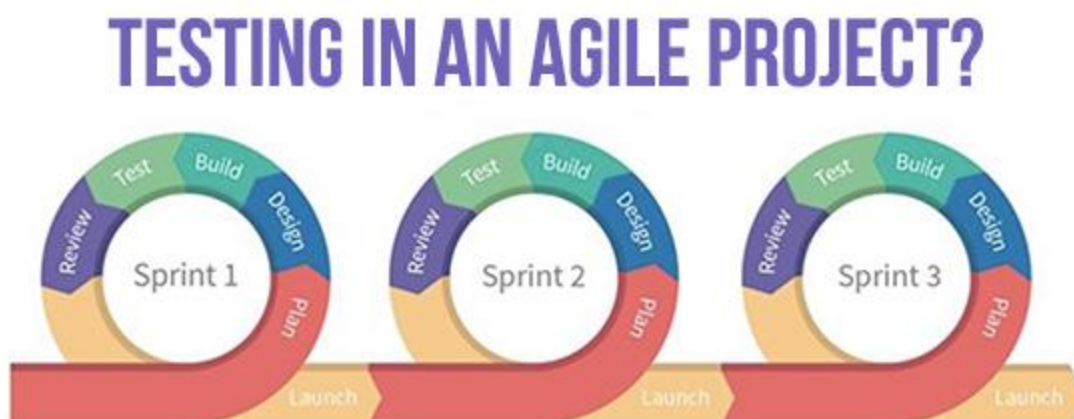 TESTING IN AN AGILE PROJECT?
Test
Build
Review
Design
Sprint 1
Plan
Launch
Test
Build
Review
Design
Sprint 2
Plan
Launch
Test
Build
Review
Design
Sprint 3
Plan
Launch